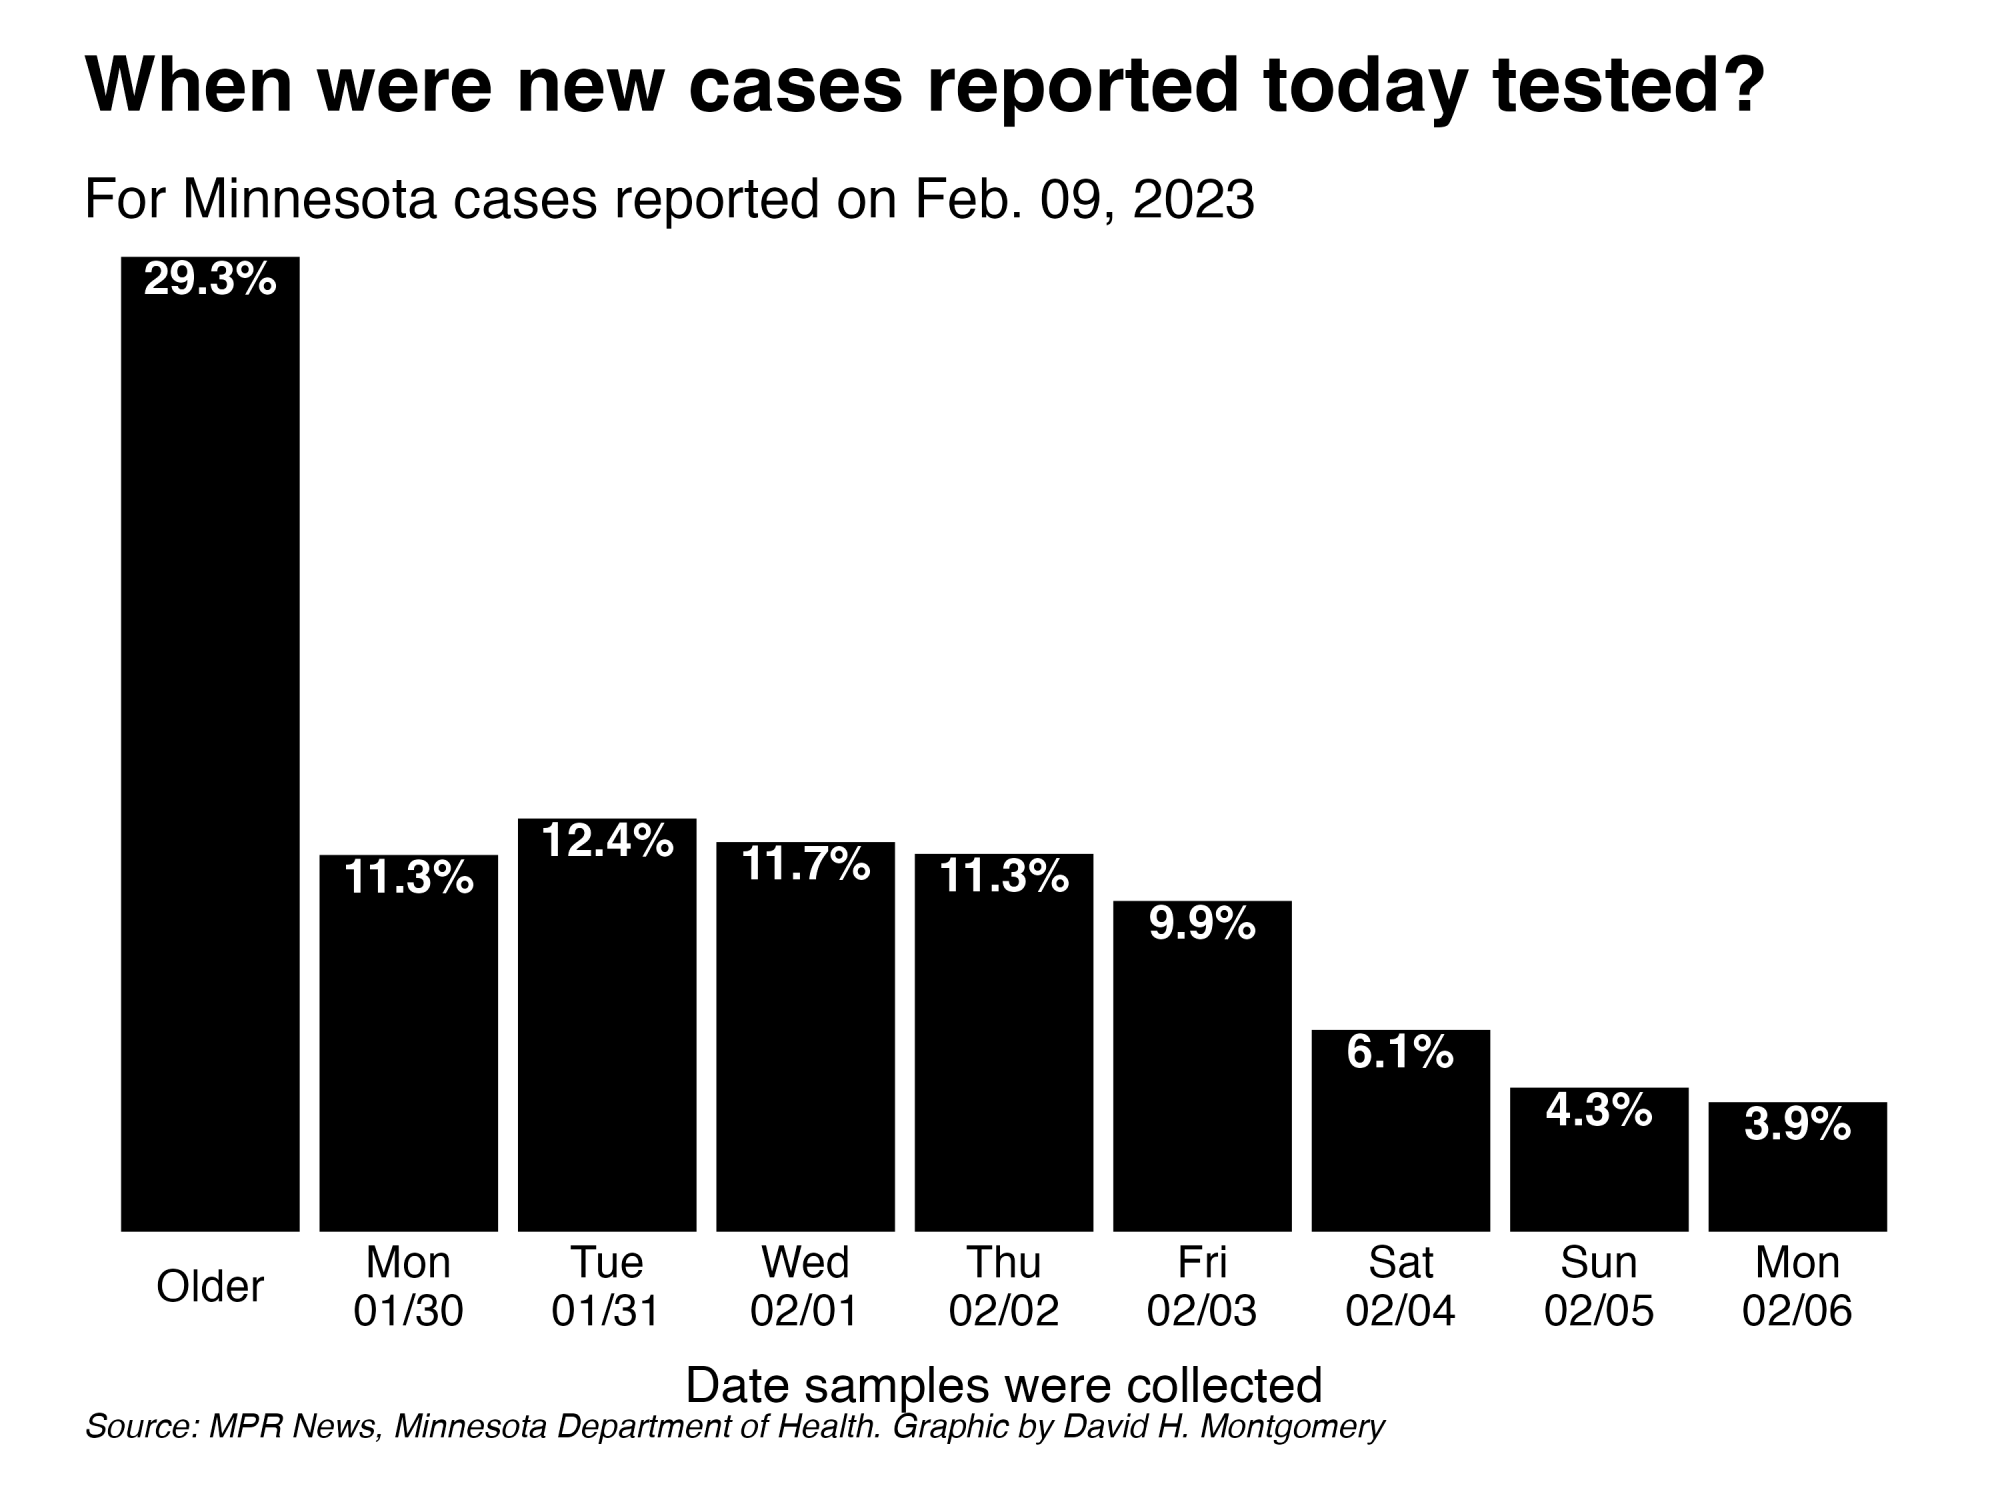 When were new cases reported today tested?
For Minnesota cases reported on Feb. 09, 2023
29.3%
11.3%
12.4%
11.7%
11.3%
9.9%
6.1%
4.3%
3.9%
Older
Mon
01/30
Tue
01/31
Wed
02/01
Thu
02/02
Fri
02/03
Sat
02/04
Sun
02/05
Mon
02/06
Date samples were collected
Source: MPR News, Minnesota Department of Health. Graphic by David H. Montgomery